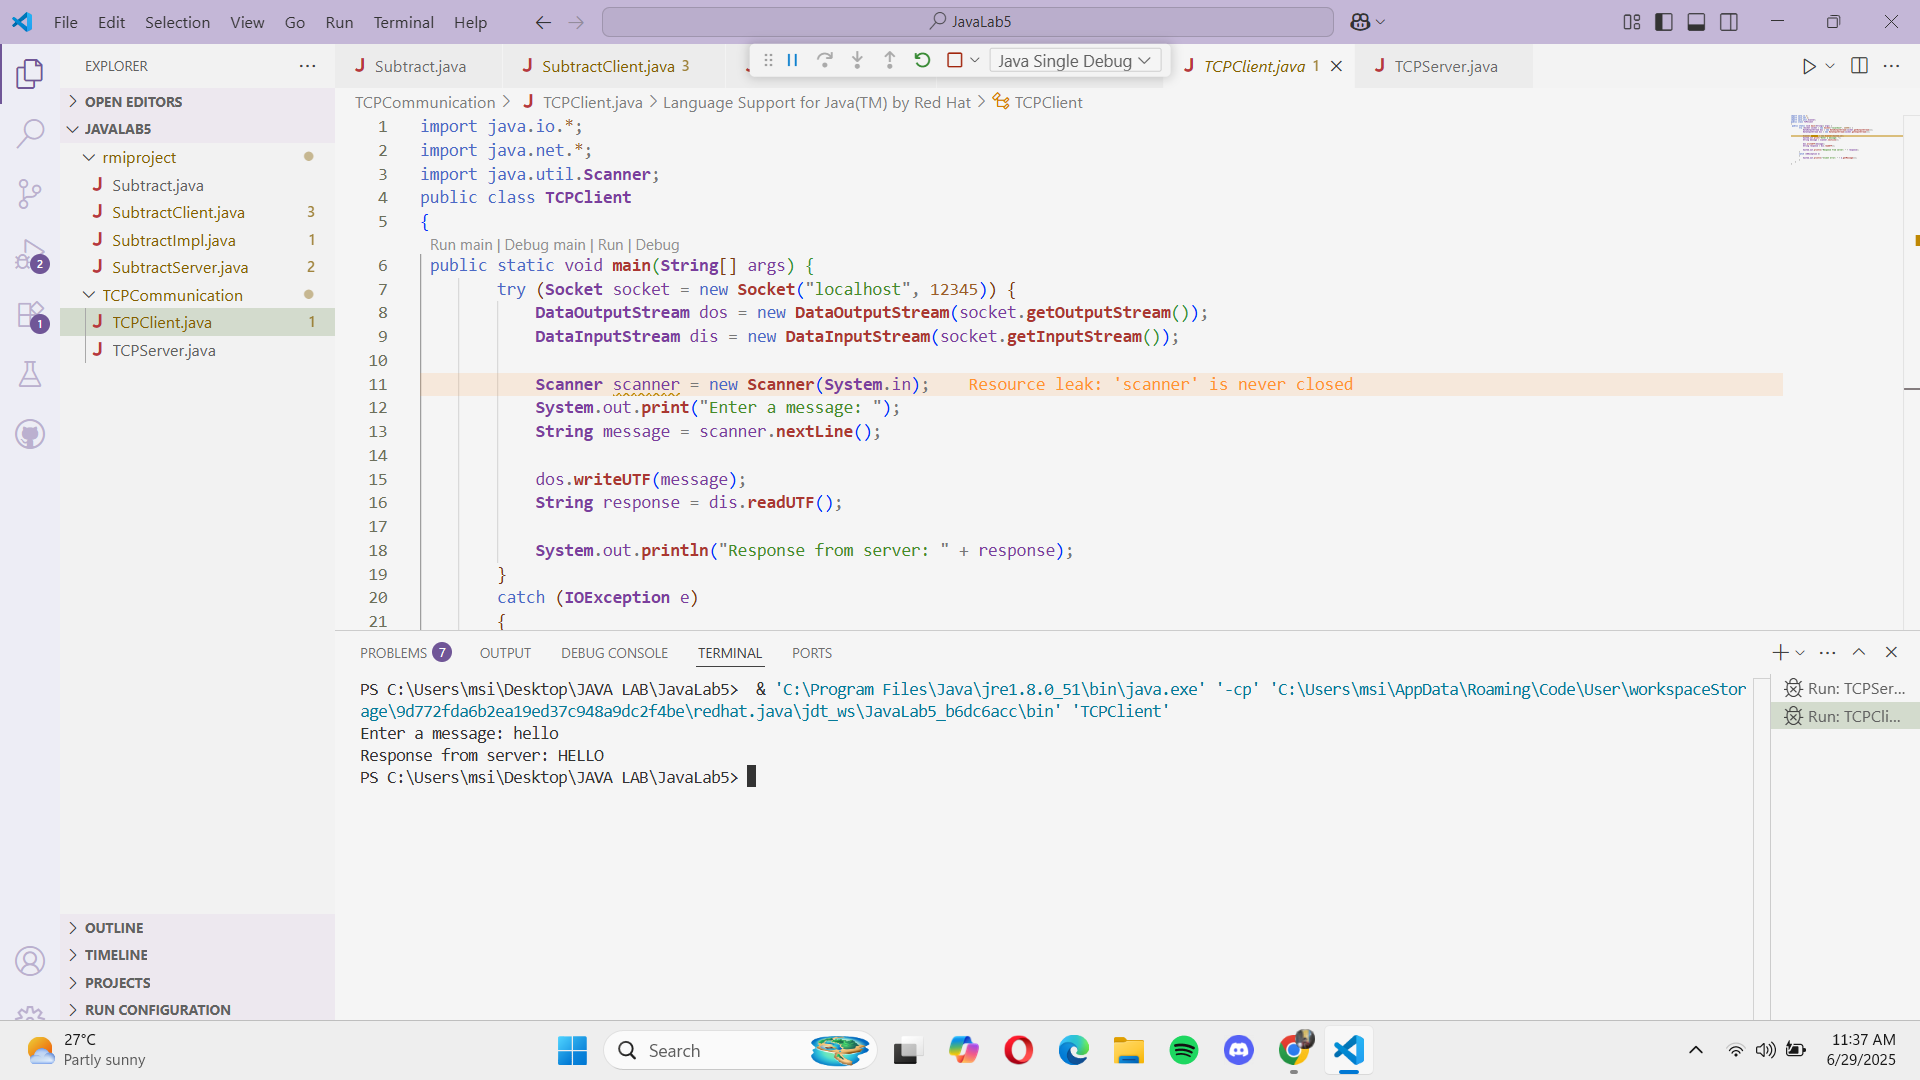 File Edit Selection View Go Run Terminal Help JavaLab5
EXPLORER
OPEN EDITORS
JAVALAB5
rmiproject
Subtract.java
SubtractClient.java 3
SubtractImpl.java 1
SubtractServer.java 2
TCPCommunication
TCPClient.java 1
TCPServer.java
OUTLINE
TIMELINE
PROJECTS
RUN CONFIGURATION
2
1
Subtract.java SubtractClient.java 3 Java Single Debug TCPClient.java 1 TCPServer.java
TCPCommunication > TCPClient.java > Language Support for Java(TM) by Red Hat > TCPClient
1 import java.io.*;
2 import java.net.*;
3 import java.util.Scanner;
4 public class TCPClient
5 {
Run main | Debug main | Run | Debug
6 public static void main(String[] args) {
7 try (Socket socket = new Socket("localhost", 12345)) {
8 DataOutputStream dos = new DataOutputStream(socket.getOutputStream());
9 DataInputStream dis = new DataInputStream(socket.getInputStream());
10
11 Scanner scanner = new Scanner(System.in); Resource leak: 'scanner' is never closed
12 System.out.print("Enter a message: ");
13 String message = scanner.nextLine();
14
15 dos.writeUTF(message);
16 String response = dis.readUTF();
17
18 System.out.println("Response from server: " + response);
19 }
20 catch (IOException e)
21 {
PROBLEMS 7 OUTPUT DEBUG CONSOLE TERMINAL PORTS
PS C:\Users\msi\Desktop\JAVA LAB\JavaLab5> & 'C:\Program Files\Java\jre1.8.0_51\bin\java.exe' '-cp' 'C:\Users\msi\AppData\Roaming\Code\User\workspaceStor
age\9d772fda6b2ea19ed37c948a9dc2f4be\redhat.java\jdt_ws\JavaLab5_b6dc6acc\bin' 'TCPClient'
Enter a message: hello
Response from server: HELLO
PS C:\Users\msi\Desktop\JAVA LAB\JavaLab5>
Run: TCPSer...
Run: TCPCli...
27°C
Partly sunny
Search
11:37 AM
6/29/2025